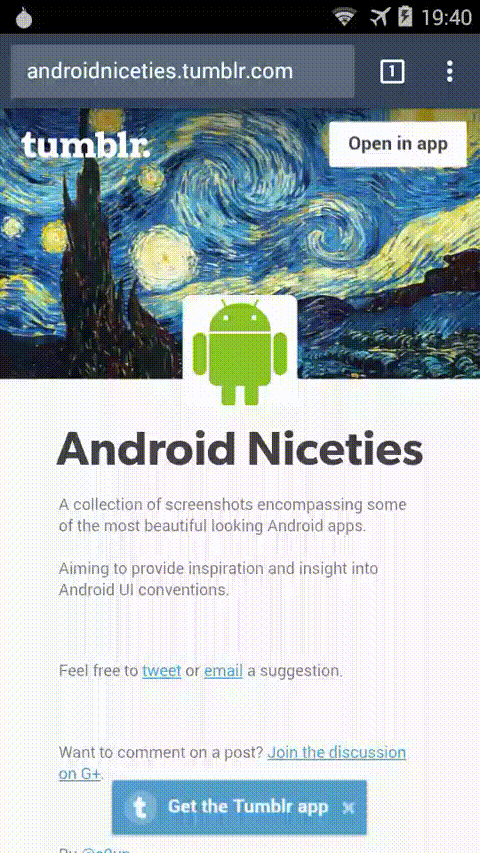 19:40
androidniceties.tumblr.com
1
tumblr.
Open in app
Android Niceties
A collection of screenshots encompassing some
of the most beautiful looking Android apps.
Aiming to provide inspiration and insight into
Android UI conventions.
Feel free to tweet or email a suggestion.
Want to comment on a post? Join the discussion
on G+.
t Get the Tumblr app ×
By